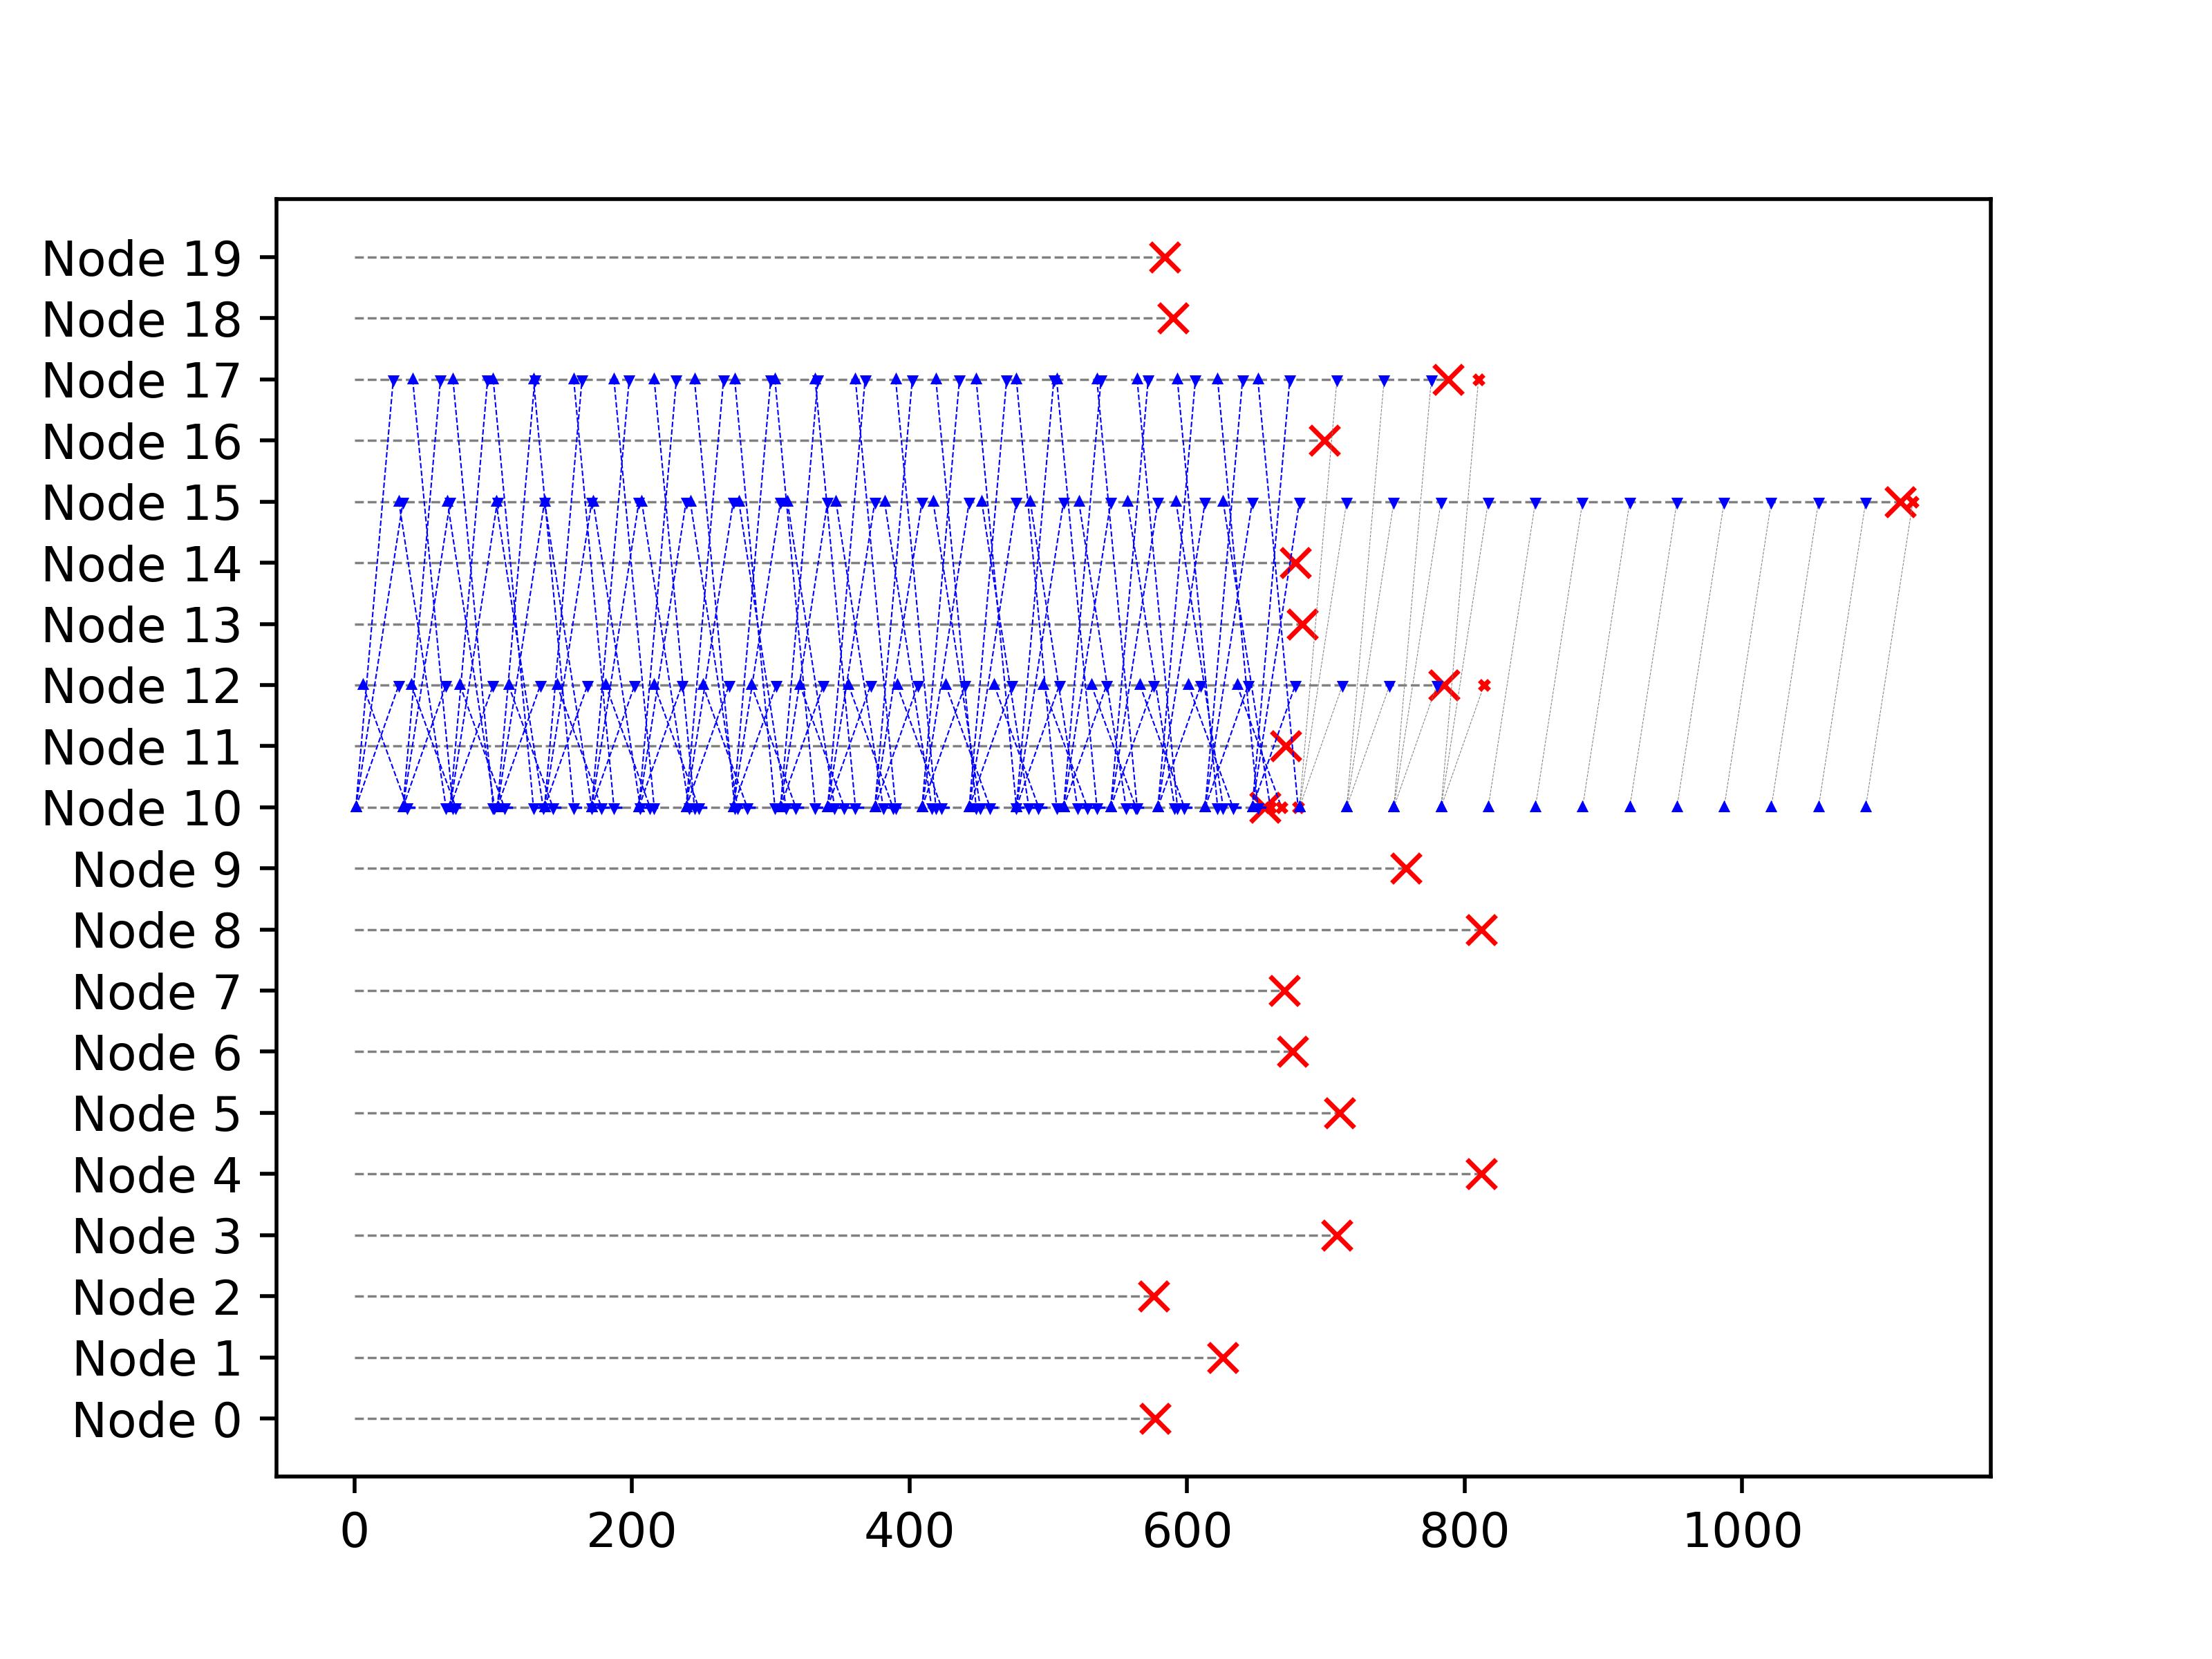 Node 19
Node 18
Node 17
Node 16
Node 15
Node 14
Node 13
Node 12
Node 11
Node 10
Node 9
Node 8
Node 7
Node 6
Node 5
Node 4
Node 3
Node 2
Node 1
Node 0
0 200 400 600 800 1000